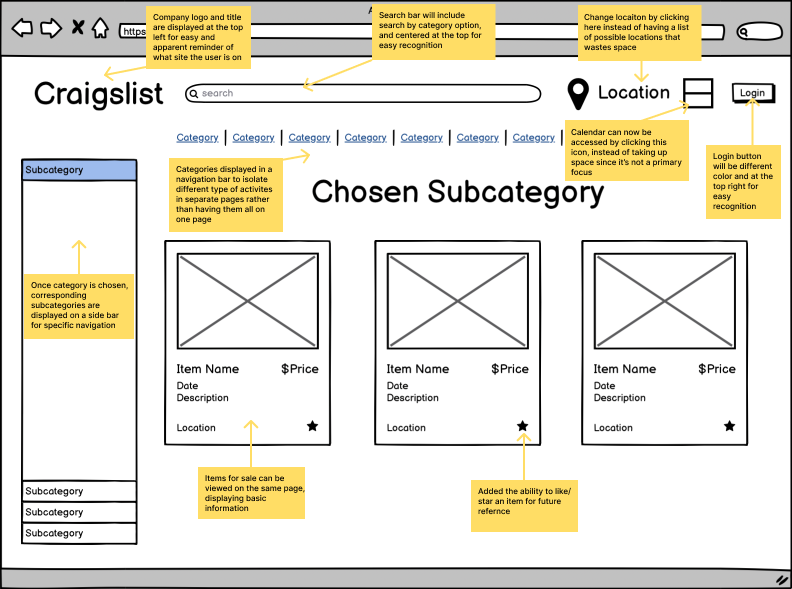 A
https
Company logo and title
are displayed at the top
left for easy and
apparent reminder of
what site the user is on
Search bar will include
search by category option,
and centered at the top for
easy recognition
Change locaiton by clicking
here instead of having a list
of possible locations that
wastes space
Craigslist
search
Location
Login
Calendar can now be
accessed by clicking this
icon, instead of taking up
space since it's not a primary
focus
Login button
will be different
color and at the
top right for
easy
recognition
Category
Category
Category
Category
Category
Category
Category
Categories displayed in a
navigation bar to isolate
different type of activites
in separate pages rather
than having them all on
one page
Subcategory
Chosen Subcategory
Once category is chosen,
corresponding
subcategories are
displayed on a side bar
for specific navigation
Subcategory
Subcategory
Subcategory
Item Name $Price
Date
Description
Location
Item Name $Price
Date
Description
Location
Item Name $Price
Date
Description
Location
Items for sale can be
viewed on the same page,
displaying basic
information
Added the ability to like/
star an item for future
refernce